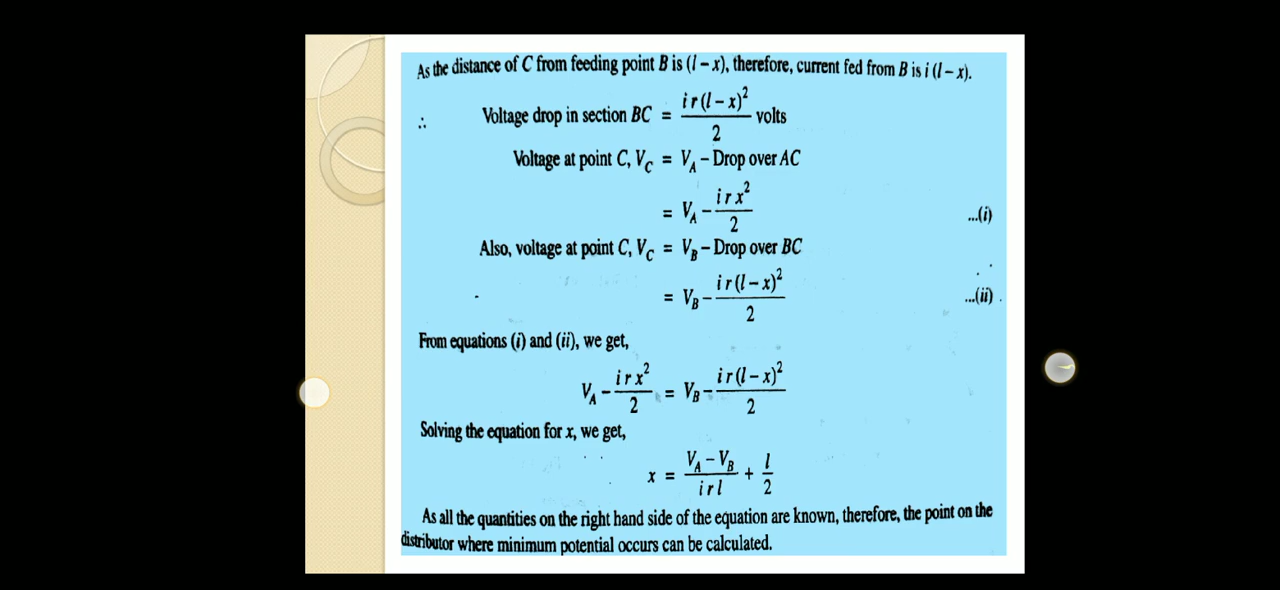 As the distance of C from feeding point B is (l – x), therefore, current fed from B is i (l – x).
∴ Voltage drop in section BC = i r (l – x)² / 2 volts
Voltage at point C, V_C = V_A – Drop over AC
= V_A – i r x² / 2 ...(i)
Also, voltage at point C, V_C = V_B – Drop over BC
= V_B – i r (l – x)² / 2 ...(ii)
From equations (i) and (ii), we get,
V_A – i r x² / 2 = V_B – i r (l – x)² / 2
Solving the equation for x, we get,
x = (V_A – V_B) / i r l + l / 2
As all the quantities on the right hand side of the equation are known, therefore, the point on the
distributor where minimum potential occurs can be calculated.